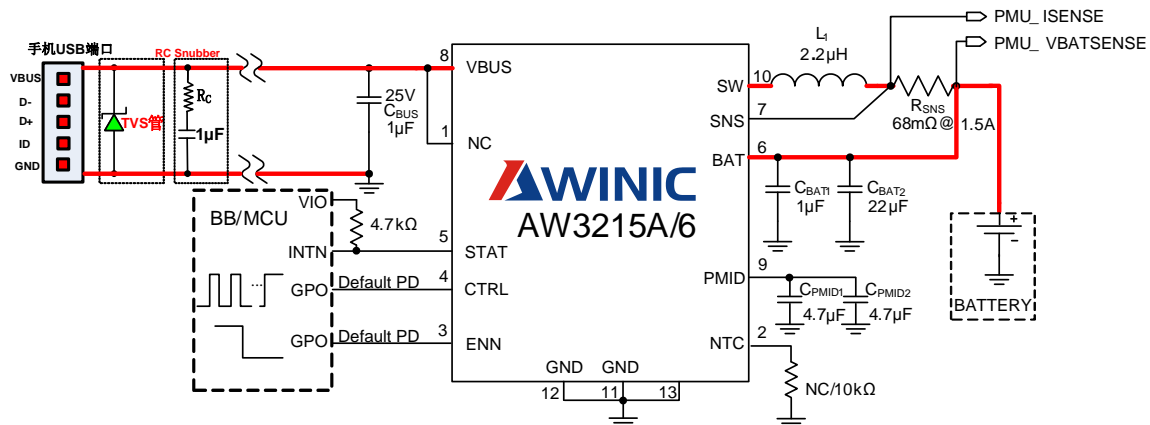 手机USB端口
VBUS
D-
D+
ID
GND
RC Snubber
TVS管
RC
1μF
25V
CBUS
1μF
8
VBUS
1
NC
BB/MCU
VIO
4.7kΩ
INTN
5
STAT
...
GPO
Default PD
4
CTRL
GPO
Default PD
3
ENN
AWINIC
AW3215A/6
GND
GND
12
11
13
SW
10
L1
2.2μH
7
SNS
RSNS
68mΩ@ 1.5A
6
BAT
CBAT1
1μF
CBAT2
22μF
PMU_ISENSE
PMU_VBATSENSE
+
-
BATTERY
9
PMID
CPMID1
4.7μF
CPMID2
4.7μF
2
NTC
NC/10kΩ